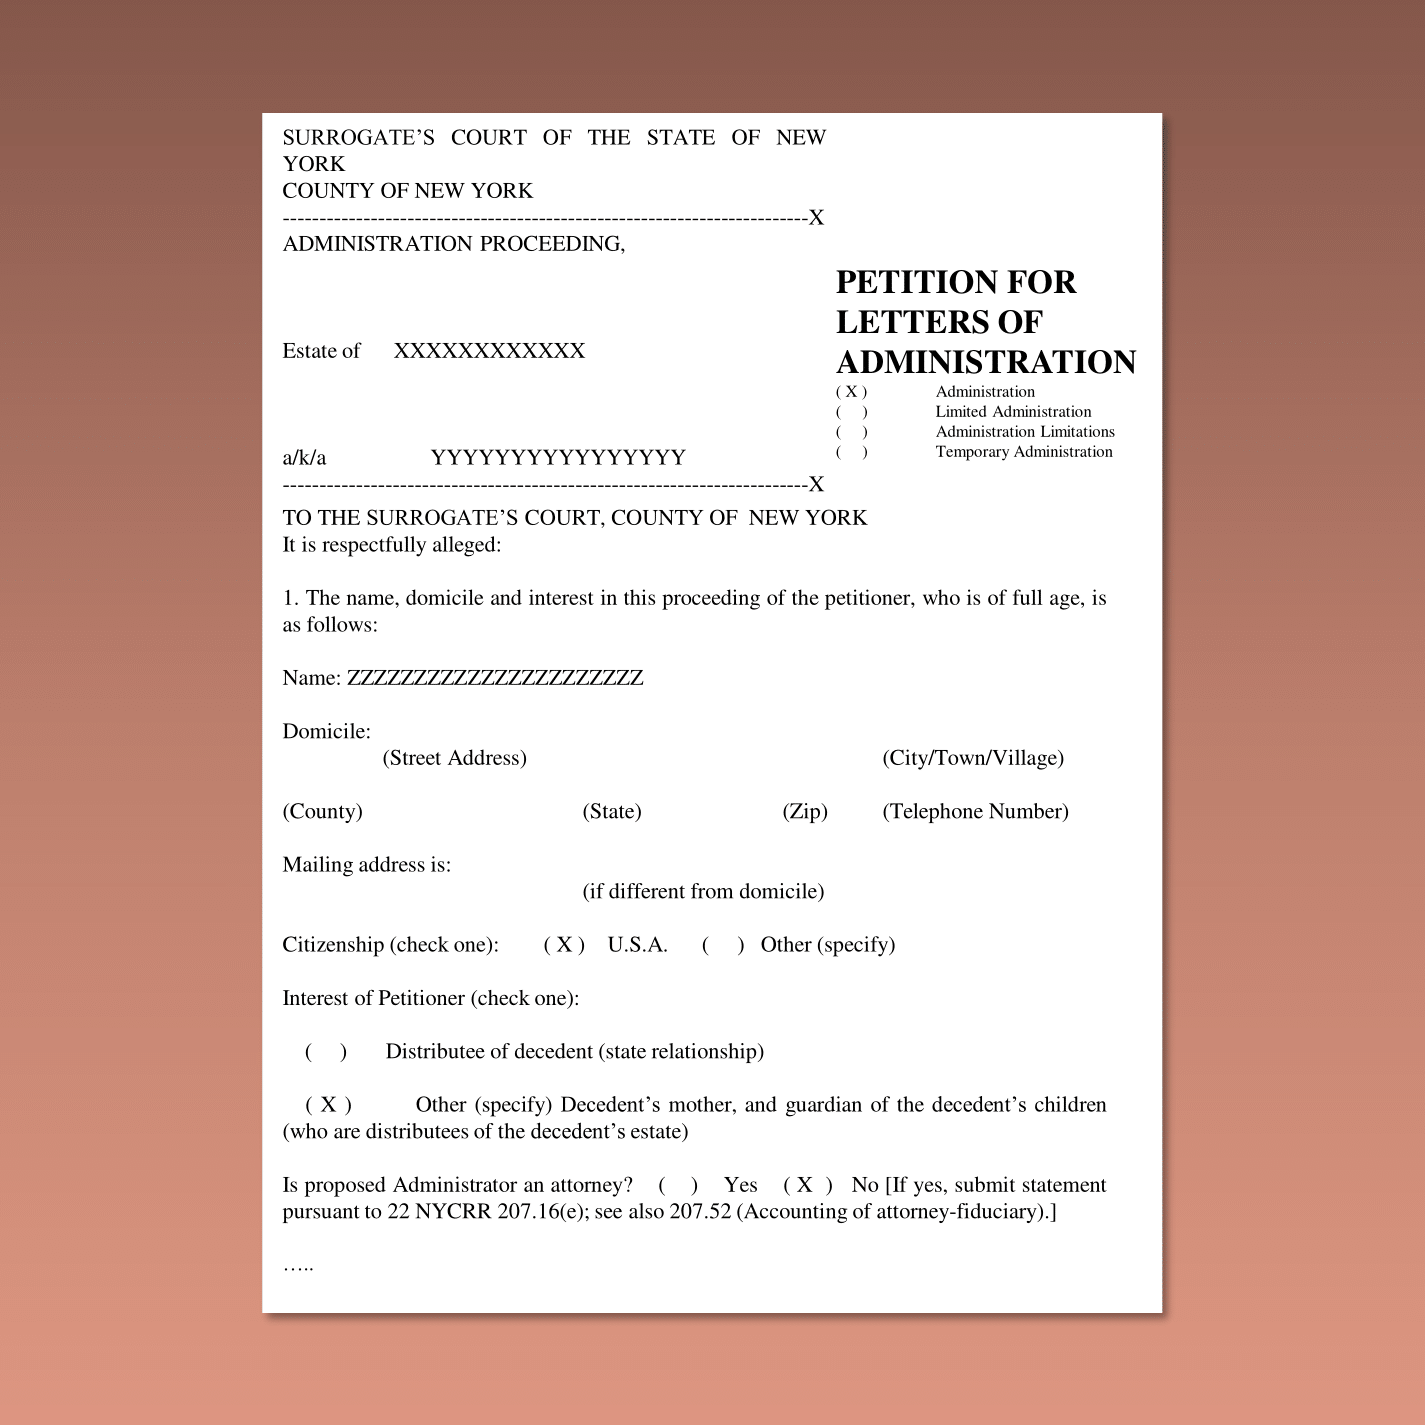 SURROGATE’S COURT OF THE STATE OF NEW
YORK
COUNTY OF NEW YORK
------------------------------------------------------------------------X
ADMINISTRATION PROCEEDING,
Estate of XXXXXXXXXXXX
a/k/a YYYYYYYYYYYYYYYY
------------------------------------------------------------------------X
PETITION FOR
LETTERS OF
ADMINISTRATION
( X ) Administration
( ) Limited Administration
( ) Administration Limitations
( ) Temporary Administration
TO THE SURROGATE’S COURT, COUNTY OF NEW YORK
It is respectfully alleged:
1. The name, domicile and interest in this proceeding of the petitioner, who is of full age, is
as follows:
Name: ZZZZZZZZZZZZZZZZZZZZZZ
Domicile:
(Street Address) (City/Town/Village)
(County) (State) (Zip) (Telephone Number)
Mailing address is:
(if different from domicile)
Citizenship (check one): ( X ) U.S.A. ( ) Other (specify)
Interest of Petitioner (check one):
( ) Distributee of decedent (state relationship)
( X ) Other (specify) Decedent’s mother, and guardian of the decedent’s children
(who are distributees of the decedent’s estate)
Is proposed Administrator an attorney? ( ) Yes ( X ) No [If yes, submit statement
pursuant to 22 NYCRR 207.16(e); see also 207.52 (Accounting of attorney-fiduciary).]
…..